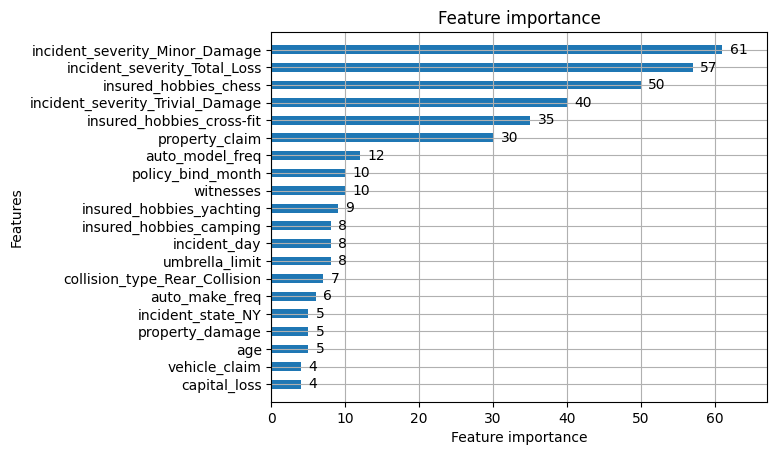 Feature importance
incident_severity_Minor_Damage 61
incident_severity_Total_Loss 57
insured_hobbies_chess 50
incident_severity_Trivial_Damage 40
insured_hobbies_cross-fit 35
property_claim 30
auto_model_freq 12
policy_bind_month 10
witnesses 10
insured_hobbies_yachting 9
insured_hobbies_camping 8
incident_day 8
umbrella_limit 8
collision_type_Rear_Collision 7
auto_make_freq 6
incident_state_NY 5
property_damage 5
age 5
vehicle_claim 4
capital_loss 4
Features
0 10 20 30 40 50 60
Feature importance